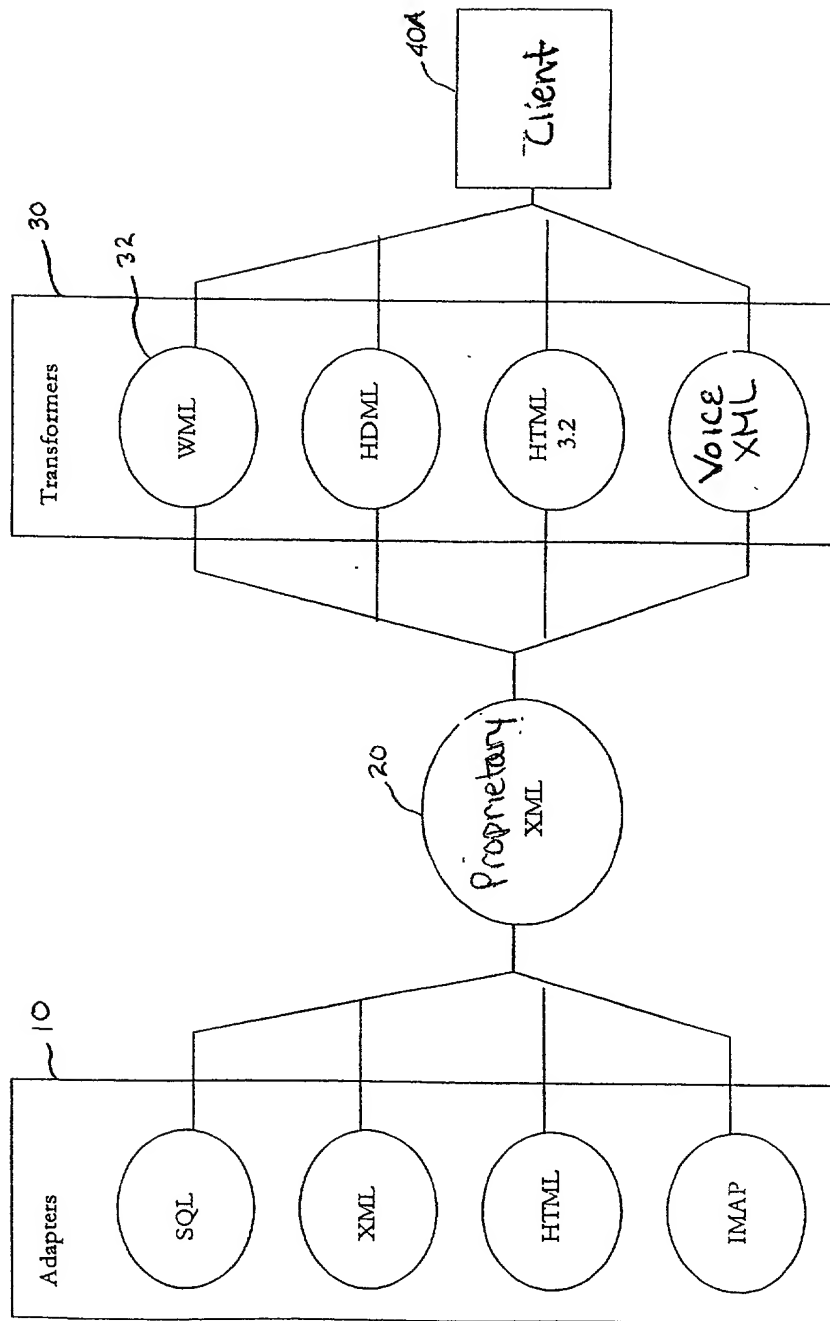 Adapters
10
SQL
XML
HTML
IMAP
20
Proprietary
XML
Transformers
30
32
WML
HDML
HTML
3.2
VOICE
XML
40A
Client